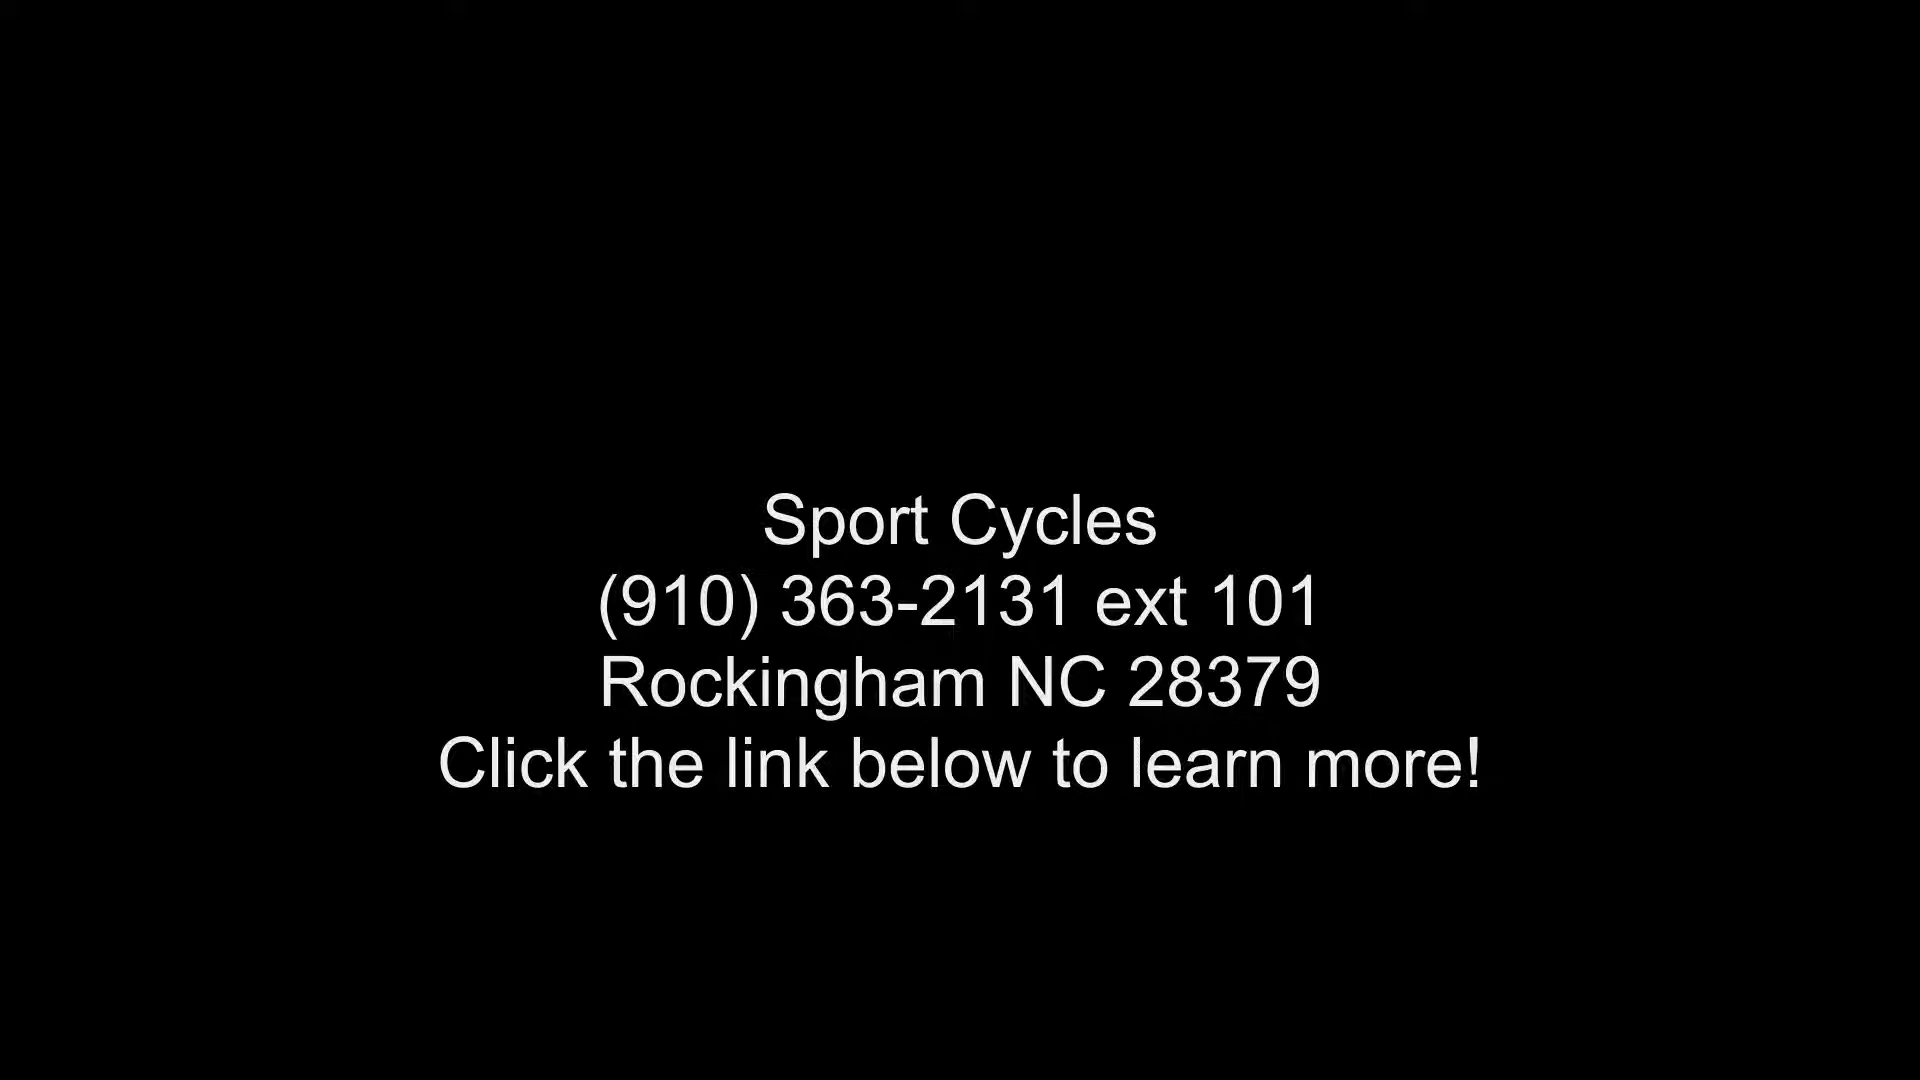 Sport Cycles
(910) 363-2131 ext 101
Rockingham NC 28379
Click the link below to learn more!